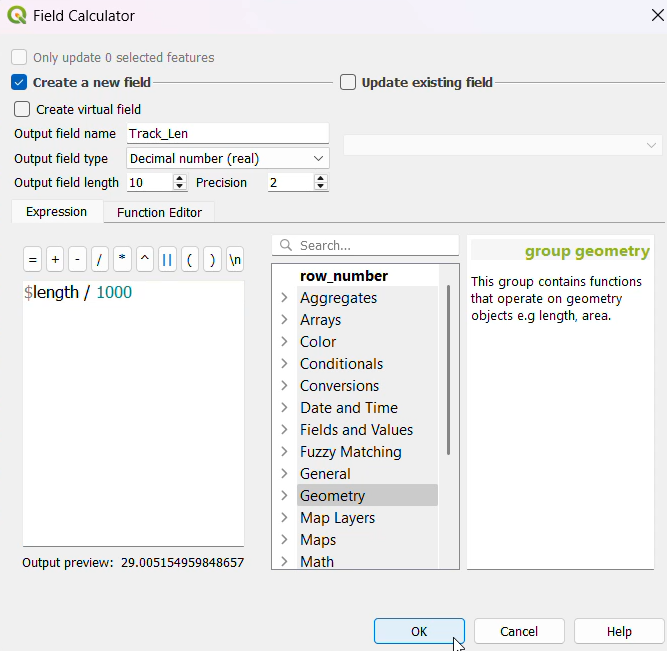 Field Calculator
Only update 0 selected features
Create a new field
Update existing field
Create virtual field
Output field name Track_Len
Output field type Decimal number (real)
Output field length 10 Precision 2
Expression Function Editor
= + - / * ^ || ( ) \n
$length / 1000
Output preview: 29.005154959848657
Search...
row_number
Aggregates
Arrays
Color
Conditionals
Conversions
Date and Time
Fields and Values
Fuzzy Matching
General
Geometry
Map Layers
Maps
Math
group geometry
This group contains functions
that operate on geometry
objects e.g length, area.
OK Cancel Help